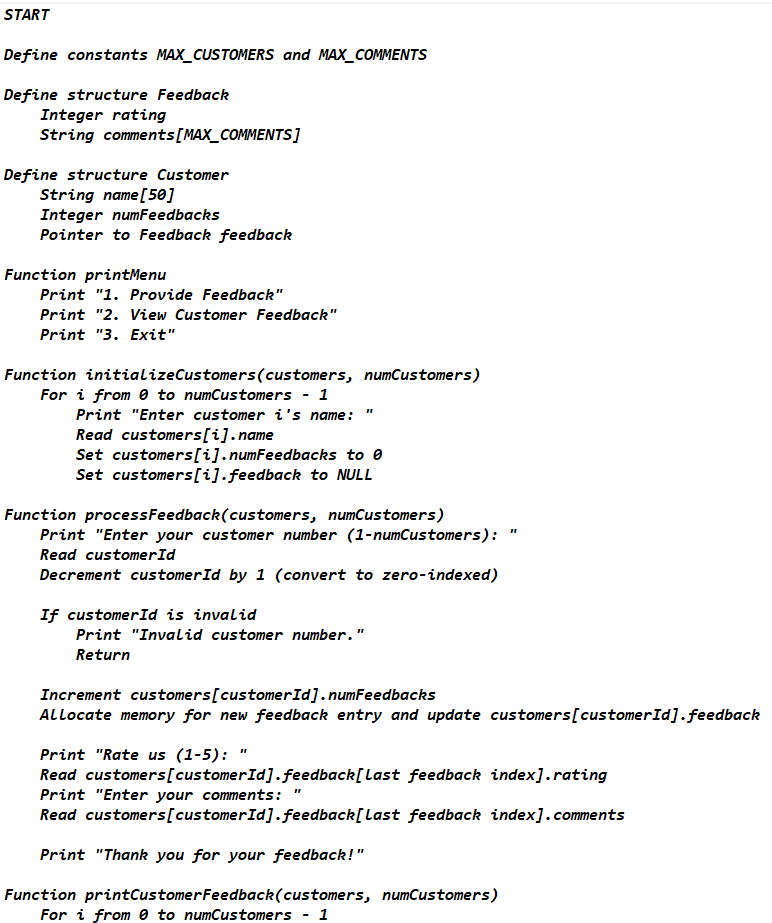 START
Define constants MAX_CUSTOMERS and MAX_COMMENTS
Define structure Feedback
Integer rating
String comments[MAX_COMMENTS]
Define structure Customer
String name[50]
Integer numFeedbacks
Pointer to Feedback feedback
Function printMenu
Print "1. Provide Feedback"
Print "2. View Customer Feedback"
Print "3. Exit"
Function initializeCustomers(customers, numCustomers)
For i from 0 to numCustomers - 1
Print "Enter customer i's name: "
Read customers[i].name
Set customers[i].numFeedbacks to 0
Set customers[i].feedback to NULL
Function processFeedback(customers, numCustomers)
Print "Enter your customer number (1-numCustomers): "
Read customerId
Decrement customerId by 1 (convert to zero-indexed)
If customerId is invalid
Print "Invalid customer number."
Return
Increment customers[customerId].numFeedbacks
Allocate memory for new feedback entry and update customers[customerId].feedback
Print "Rate us (1-5): "
Read customers[customerId].feedback[last feedback index].rating
Print "Enter your comments: "
Read customers[customerId].feedback[last feedback index].comments
Print "Thank you for your feedback!"
Function printCustomerFeedback(customers, numCustomers)
For i from 0 to numCustomers - 1